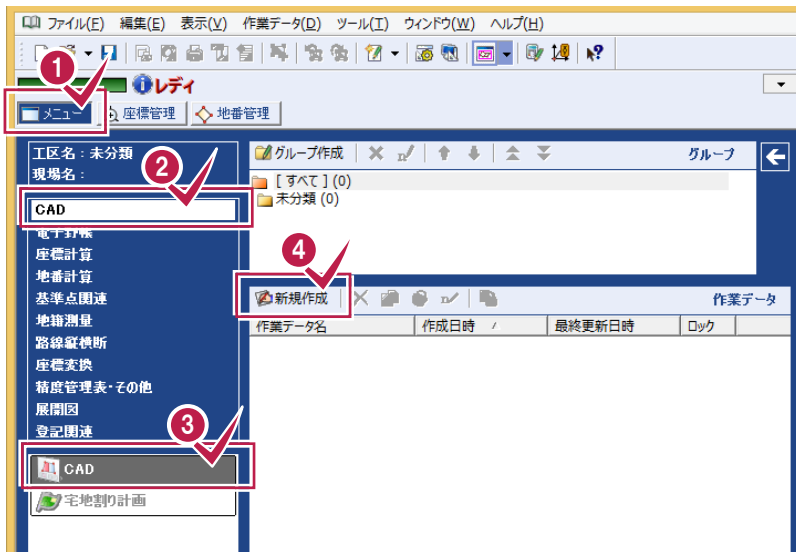 ファイル(F) 編集(E) 表示(V) 作業データ(D) ツール(T) ウィンドウ(W) ヘルプ(H)
1
レディ
メニュー 座標管理 地番管理
工区名：未分類
現場名：
2
CAD
電子野帳
座標計算
地番計算
基準点関連
地籍測量
路線縦横断
座標変換
精度管理表・その他
展開図
登記関連
3
CAD
宅地割り計画
グループ作成 グループ
[ すべて ] (0)
未分類 (0)
4
新規作成 作業データ
作業データ名 作成日時 最終更新日時 ロック